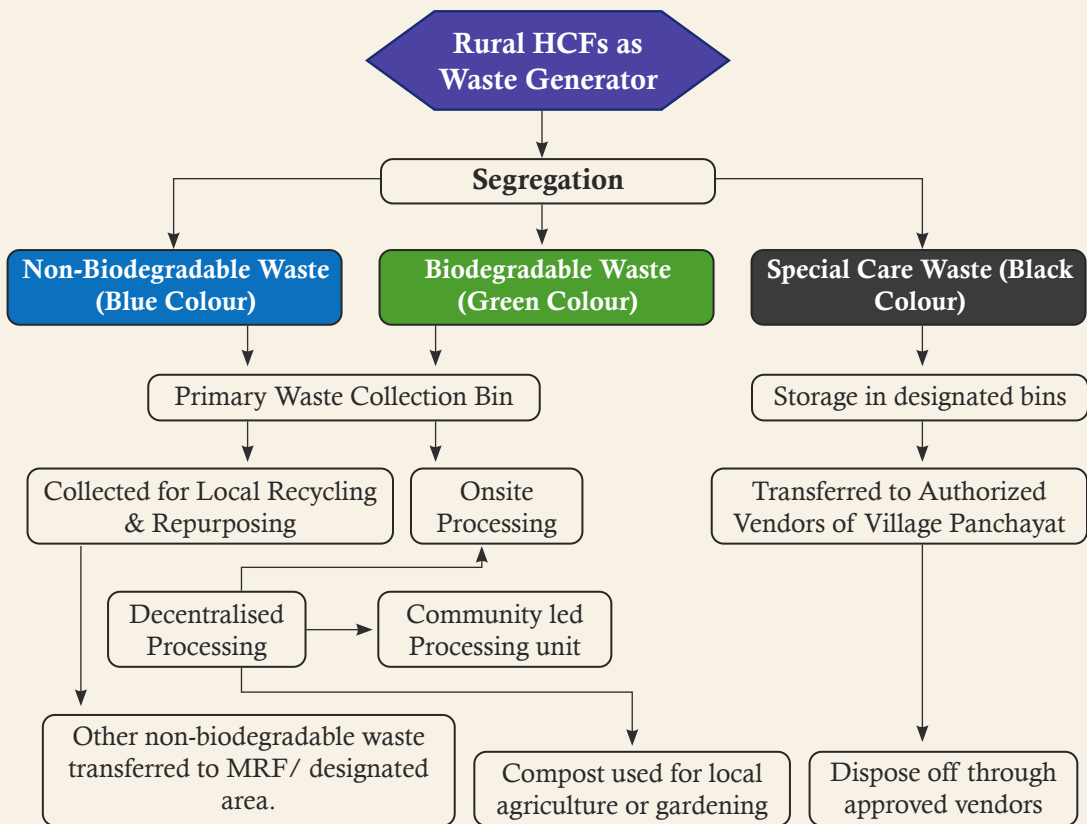 Rural HCFs as
Waste Generator
Segregation
Non-Biodegradable Waste
(Blue Colour)
Biodegradable Waste
(Green Colour)
Special Care Waste (Black
Colour)
Primary Waste Collection Bin
Storage in designated bins
Collected for Local Recycling
& Repurposing
Onsite
Processing
Transferred to Authorized
Vendors of Village Panchayat
Decentralised
Processing
Community led
Processing unit
Other non-biodegradable waste
transferred to MRF/ designated
area.
Compost used for local
agriculture or gardening
Dispose off through
approved vendors